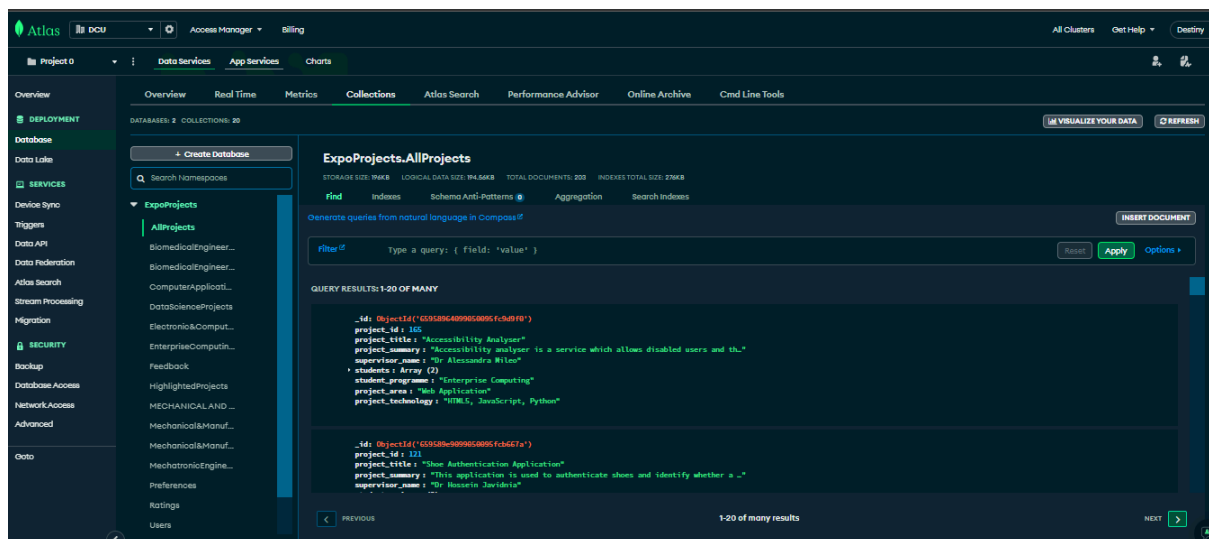 Atlas DCU Access Manager Billing All Clusters Get Help Destiny
Project 0 Data Services App Services Charts
Overview
DEPLOYMENT
Database
Data Lake
SERVICES
Device Sync
Triggers
Data API
Data Federation
Atlas Search
Stream Processing
Migration
SECURITY
Backup
Database Access
Network Access
Advanced
Goto
Overview Real Time Metrics Collections Atlas Search Performance Advisor Online Archive Cmd Line Tools
DATABASES: 2 COLLECTIONS: 20 VISUALIZE YOUR DATA REFRESH
+ Create Database
Search Namespaces
ExpoProjects
AllProjects
BiomedicalEngineer...
BiomedicalEngineer...
ComputerApplicati...
DataScienceProjects
Electronic&Comput...
EnterpriseComputin...
Feedback
HighlightedProjects
MECHANICAL AND ...
Mechanical&Manuf...
Mechanical&Manuf...
MechatronicEngine...
Preferences
Ratings
Users
ExpoProjects.AllProjects
STORAGE SIZE: 196KB LOGICAL DATA SIZE: 194.56KB TOTAL DOCUMENTS: 203 INDEXES TOTAL SIZE: 276KB
Find Indexes Schema Anti-Patterns 0 Aggregation Search Indexes
Generate queries from natural language in Compass INSERT DOCUMENT
Filter Type a query: { field: 'value' } Reset Apply Options
QUERY RESULTS: 1-20 OF MANY
_id: ObjectId('65958964099050095fc9d9f0')
project_id : 165
project_title : "Accessibility Analyser"
project_summary : "Accessibility analyser is a service which allows disabled users and th…"
supervisor_name : "Dr Alessandra Mileo"
students : Array (2)
student_programme : "Enterprise Computing"
project_area : "Web Application"
project_technology : "HTML5, JavaScript, Python"
_id: ObjectId('659589e9099050095fcb667a')
project_id : 121
project_title : "Shoe Authentication Application"
project_summary : "This application is used to authenticate shoes and identify whether a …"
supervisor_name : "Dr Hossein Javidnia"
PREVIOUS 1-20 of many results NEXT